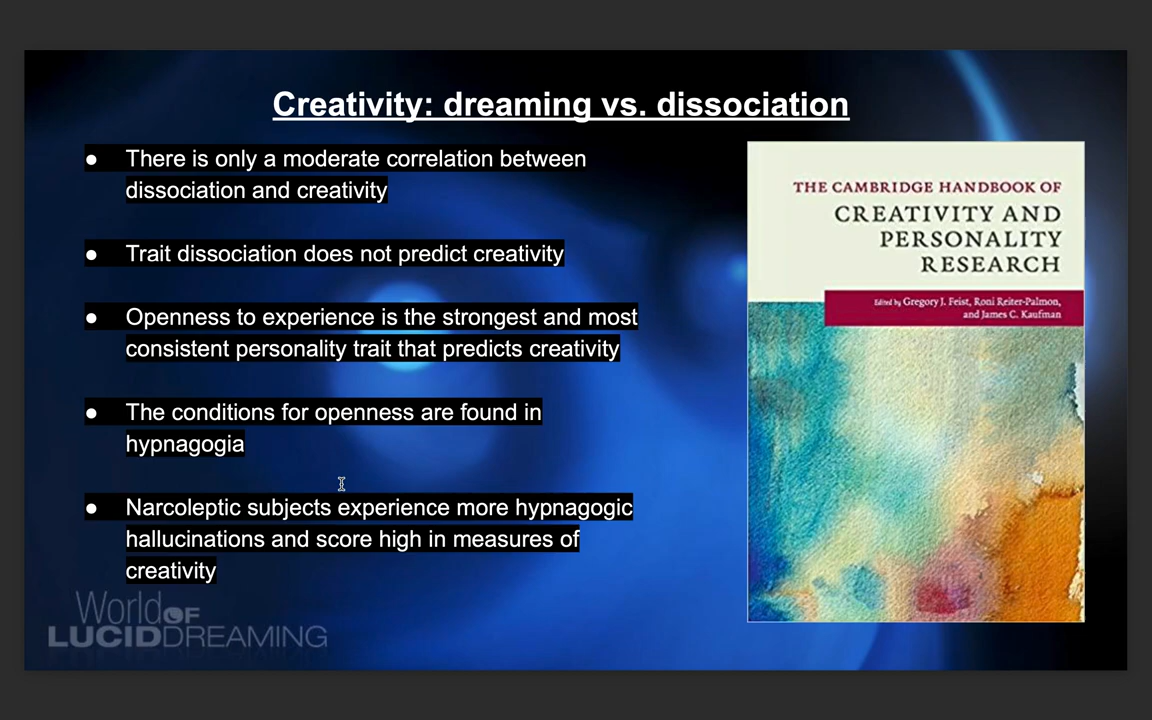 Creativity: dreaming vs. dissociation
● There is only a moderate correlation between
dissociation and creativity
● Trait dissociation does not predict creativity
● Openness to experience is the strongest and most
consistent personality trait that predicts creativity
● The conditions for openness are found in
hypnagogia
● Narcoleptic subjects experience more hypnagogic
hallucinations and score high in measures of
creativity
World OF
LUCIDDREAMING
THE CAMBRIDGE HANDBOOK OF
CREATIVITY AND
PERSONALITY
RESEARCH
Edited by Gregory J. Feist, Roni Reiter-Palmon,
and James C. Kaufman